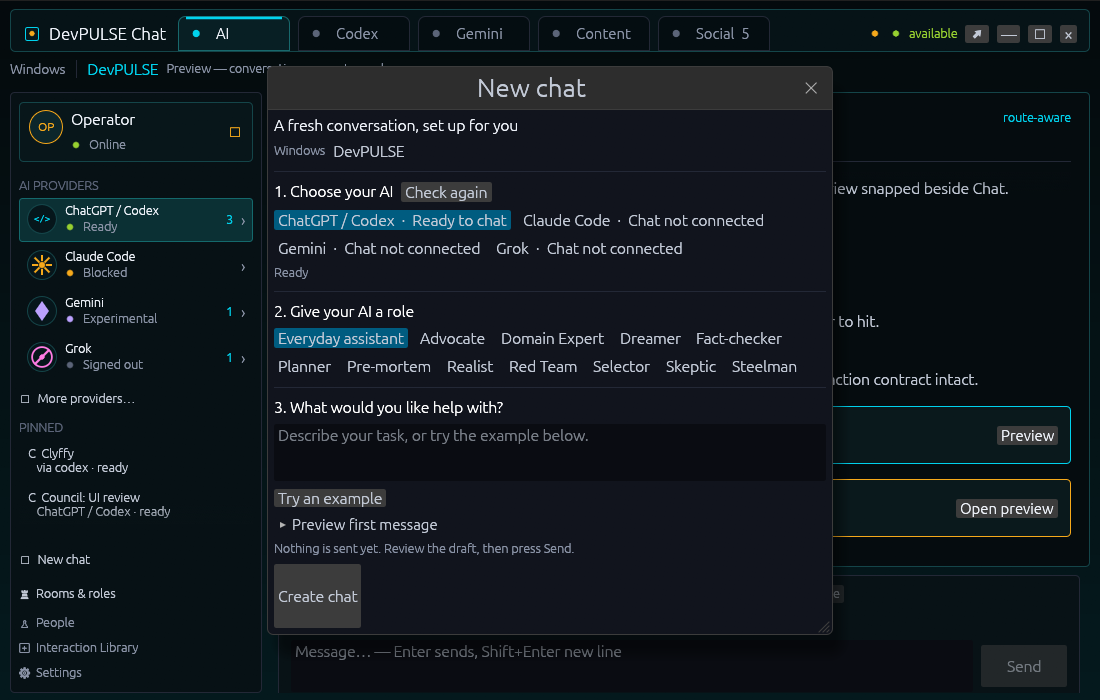 DevPULSE Chat
AI
Codex
Gemini
Content
Social 5
available
Windows DevPULSE Preview —
OP
Operator
Online
AI PROVIDERS
</> ChatGPT / Codex 3 ›
Ready
Claude Code ›
Blocked
Gemini 1 ›
Experimental
Grok 1 ›
Signed out
More providers…
PINNED
C Clyffy
via codex · ready
C Council: UI review
ChatGPT / Codex · ready
New chat
Rooms & roles
People
Interaction Library
Settings
New chat
A fresh conversation, set up for you
Windows DevPULSE
1. Choose your AI Check again
ChatGPT / Codex · Ready to chat Claude Code · Chat not connected
Gemini · Chat not connected Grok · Chat not connected
Ready
2. Give your AI a role
Everyday assistant Advocate Domain Expert Dreamer Fact-checker
Planner Pre-mortem Realist Red Team Selector Skeptic Steelman
3. What would you like help with?
Describe your task, or try the example below.
Try an example
▸ Preview first message
Nothing is sent yet. Review the draft, then press Send.
Create chat
route-aware
snapped beside Chat.
to hit.
contract intact.
Preview
Open preview
Message… — Enter sends, Shift+Enter new line
Send